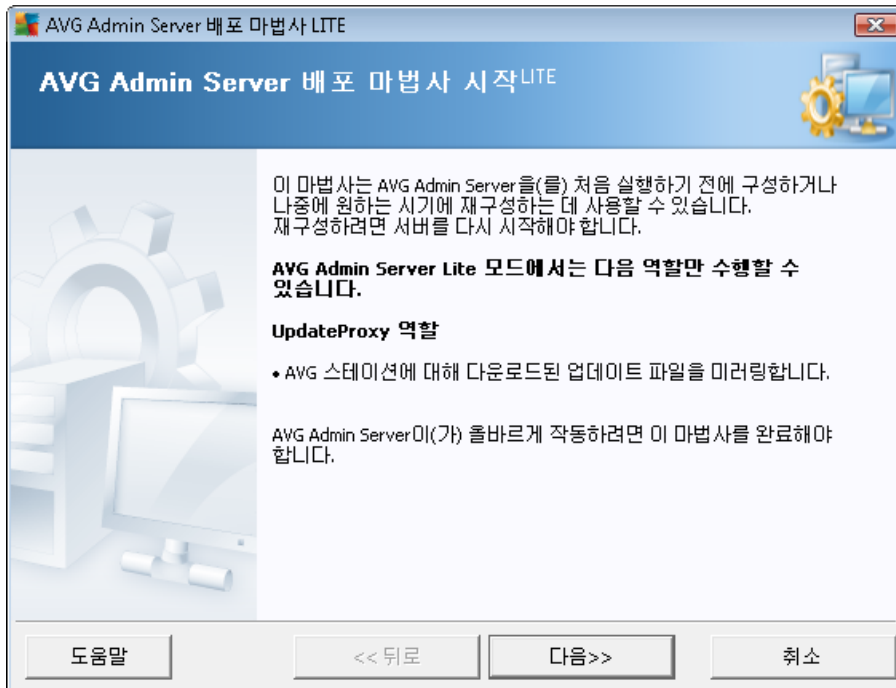 AVG Admin Server 배포 마법사 LITE
AVG Admin Server 배포 마법사 시작LITE
이 마법사는 AVG Admin Server을(를) 처음 실행하기 전에 구성하거나
나중에 원하는 시기에 재구성하는 데 사용할 수 있습니다.
재구성하려면 서버를 다시 시작해야 합니다.
AVG Admin Server Lite 모드에서는 다음 역할만 수행할 수
있습니다.
UpdateProxy 역할
• AVG 스테이션에 대해 다운로드된 업데이트 파일을 미러링합니다.
AVG Admin Server이(가) 올바르게 작동하려면 이 마법사를 완료해야
합니다.
도움말
<< 뒤로
다음>>
취소